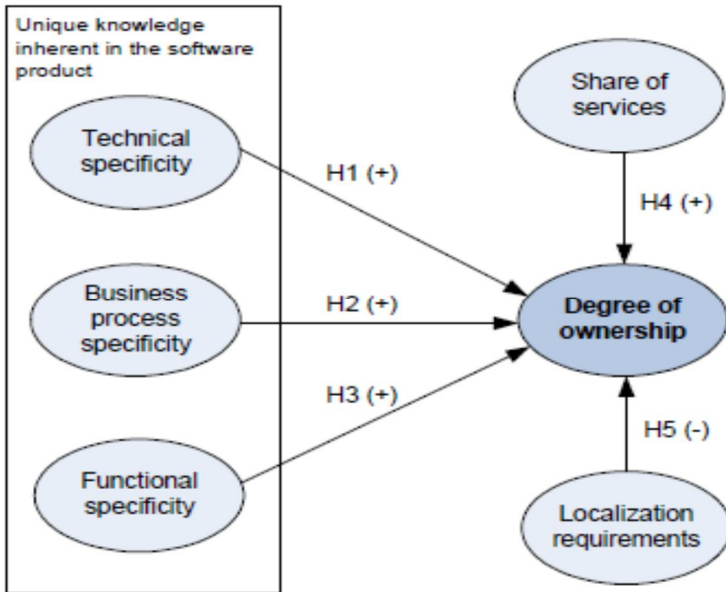 Unique knowledge
inherent in the software
product
Technical
specificity
Business
process
specificity
Functional
specificity
H1 (+)
H2 (+)
H3 (+)
Share of
services
H4 (+)
Degree of
ownership
H5 (-)
Localization
requirements